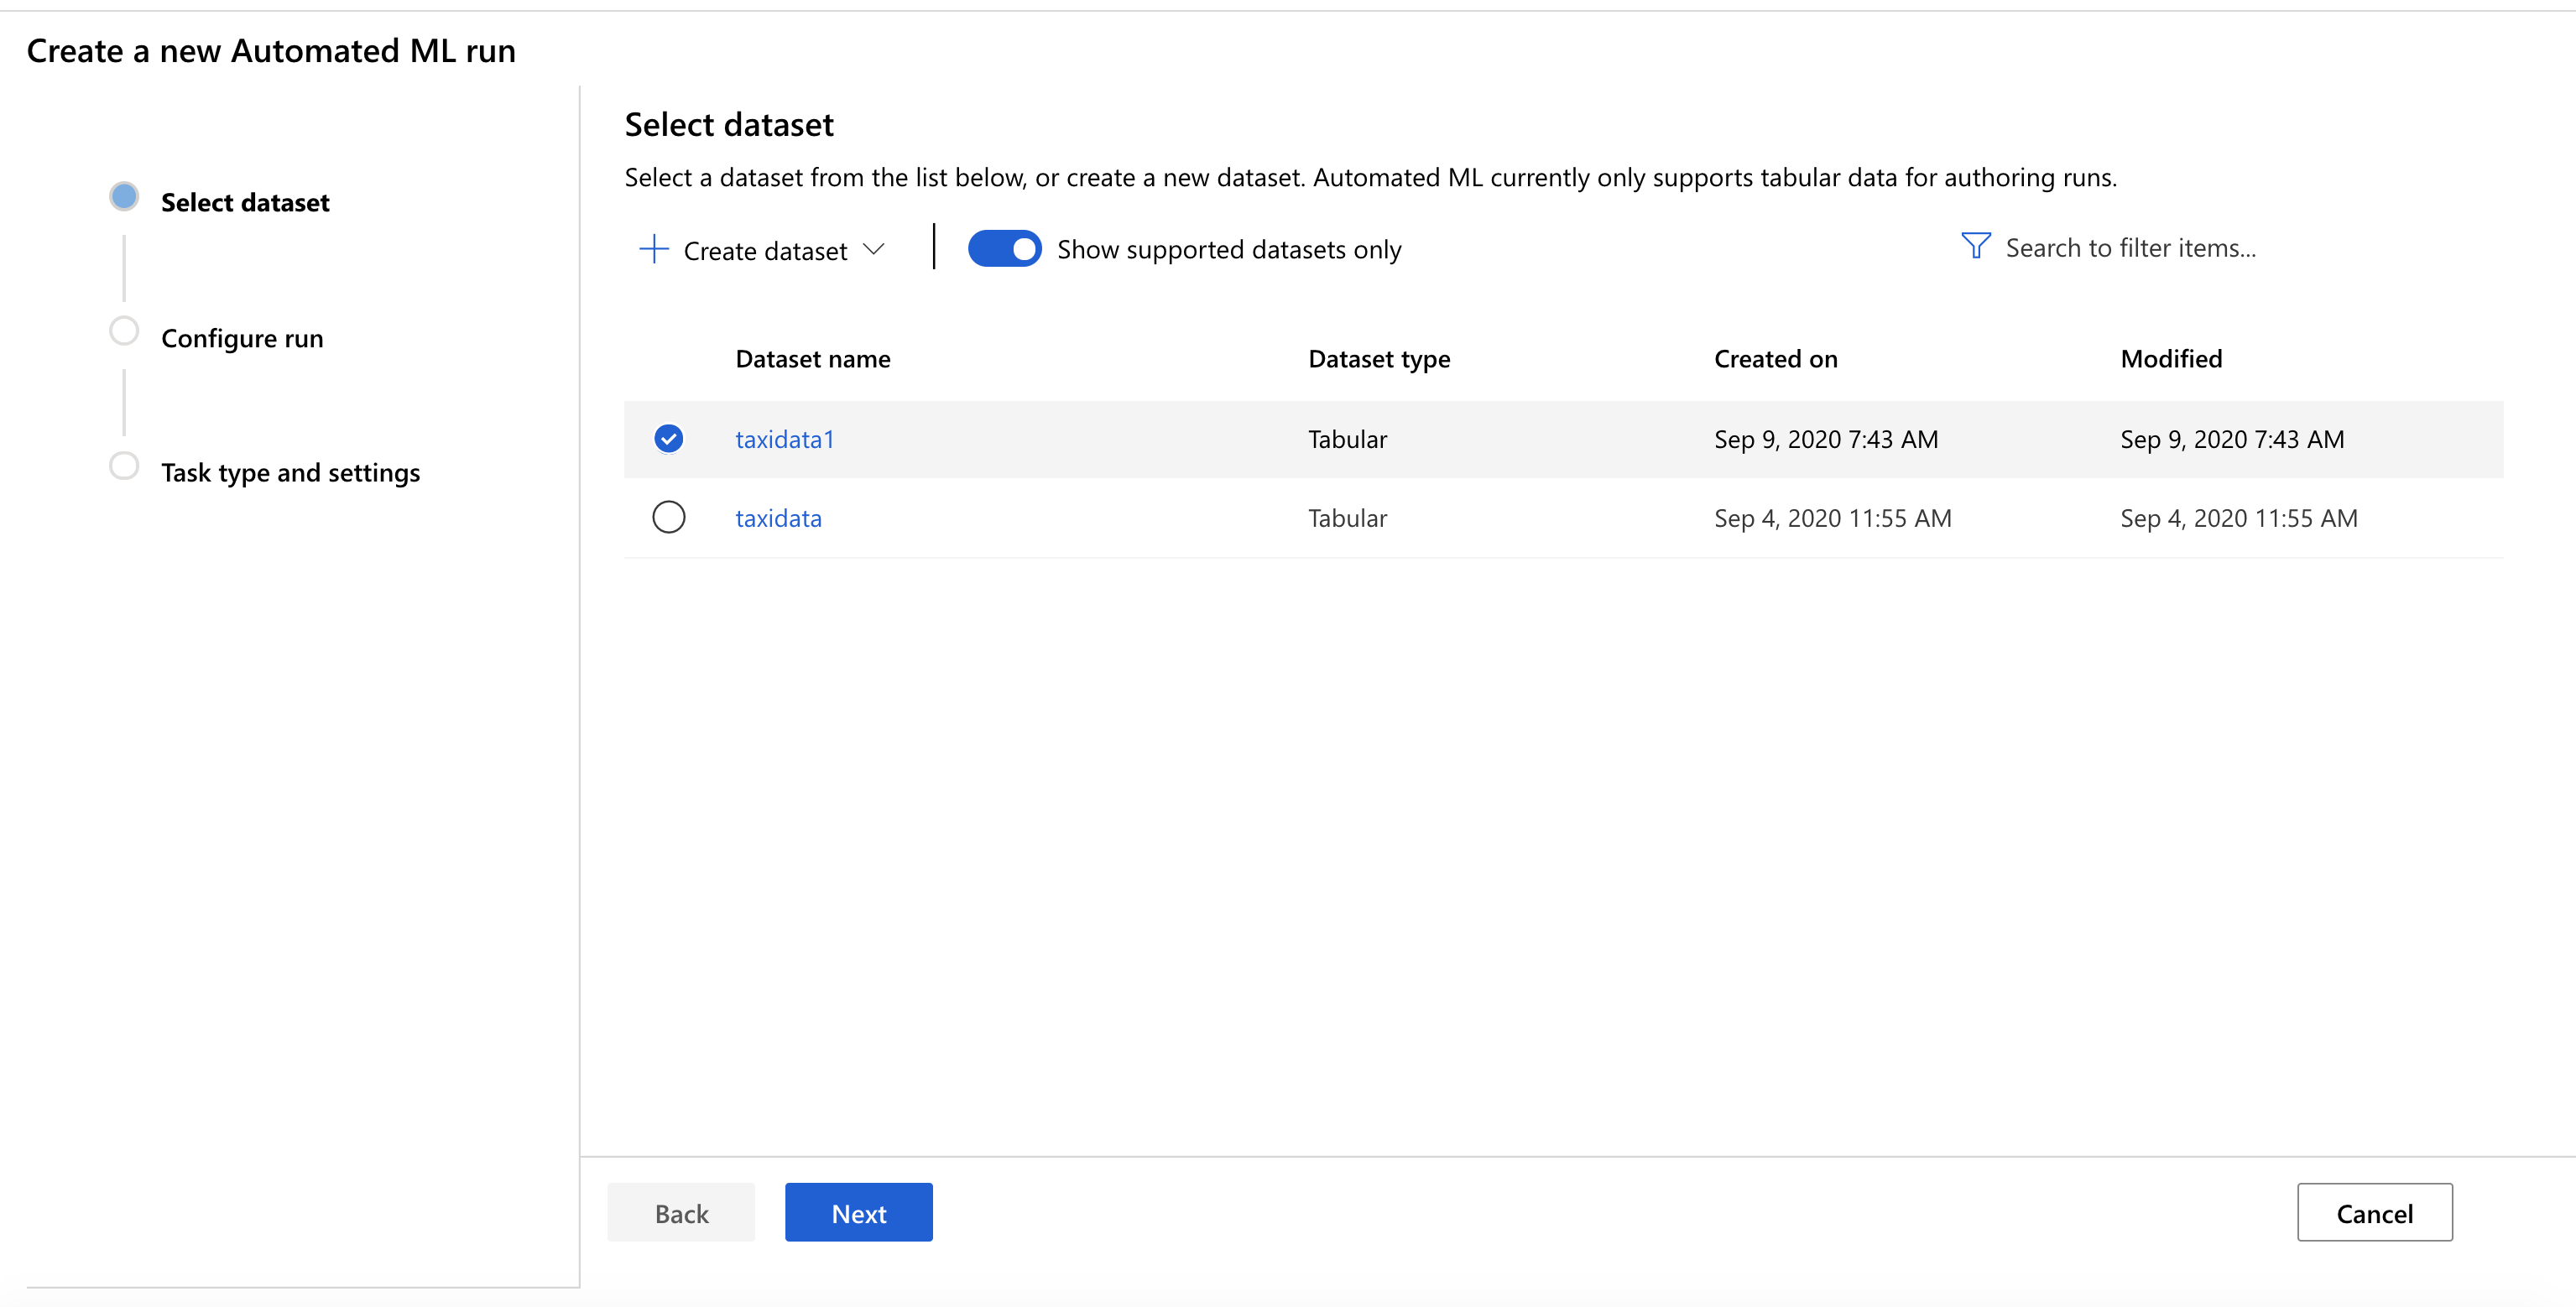 Create a new Automated ML run
Select dataset
Configure run
Task type and settings
Select dataset
Select a dataset from the list below, or create a new dataset. Automated ML currently only supports tabular data for authoring runs.
Create dataset Show supported datasets only Search to filter items...
Dataset name Dataset type Created on Modified
taxidata1 Tabular Sep 9, 2020 7:43 AM Sep 9, 2020 7:43 AM
taxidata Tabular Sep 4, 2020 11:55 AM Sep 4, 2020 11:55 AM
Back Next Cancel